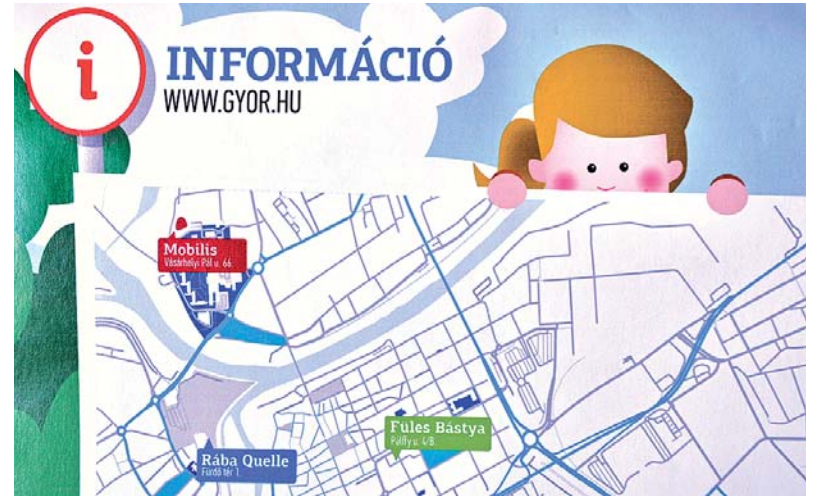 i
INFORMÁCIÓ
WWW.GYOR.HU
Mobilis
Vásárhelyi Pál u. 66.
Füles Bástya
Pálffy u. 4/B.
Rába Quelle
Fürdő tér 1.